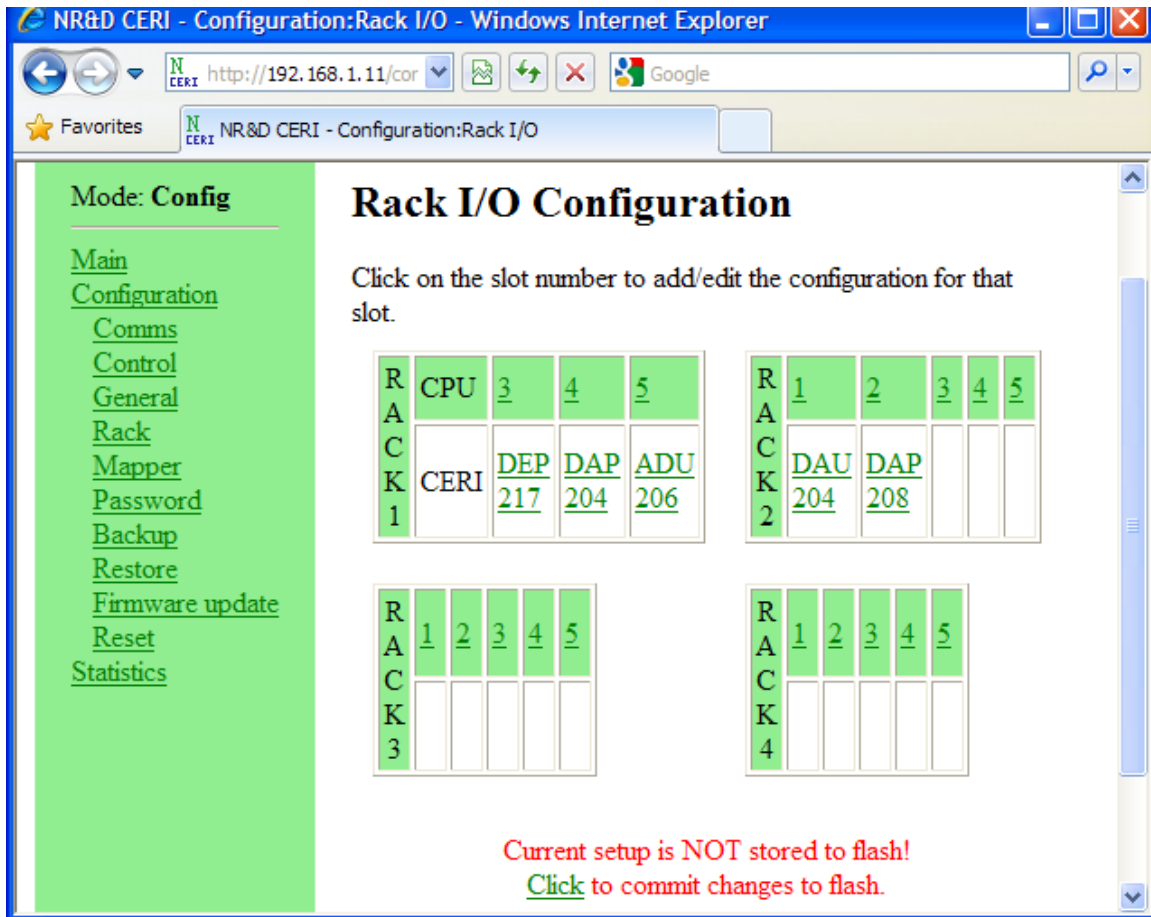 NR&D CERI - Configuration:Rack I/O - Windows Internet Explorer
N CERI http://192.168.1.11/cor
Google
Favorites
N CERI NR&D CERI - Configuration:Rack I/O
Mode: Config
Main
Configuration
Comms
Control
General
Rack
Mapper
Password
Backup
Restore
Firmware update
Reset
Statistics
Rack I/O Configuration
Click on the slot number to add/edit the configuration for that
slot.
RACK1
CPU 3 4 5
CERI DEP 217 DAP 204 ADU 206
RACK2
1 2 3 4 5
DAU 204 DAP 208
RACK3
1 2 3 4 5
RACK4
1 2 3 4 5
Current setup is NOT stored to flash!
Click to commit changes to flash.